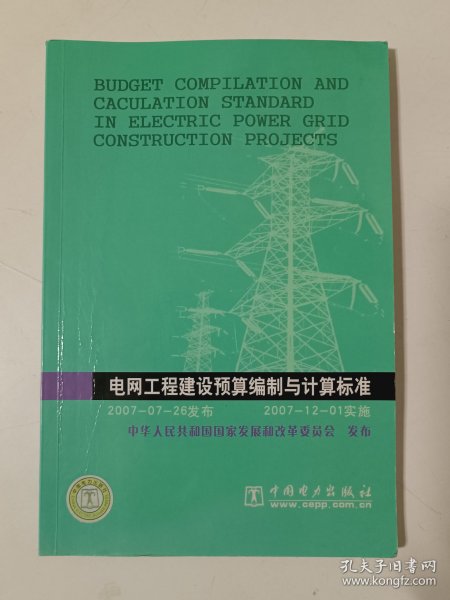 BUDGET COMPILATION AND
CACULATION STANDARD
IN ELECTRIC POWER GRID
CONSTRUCTION PROJECTS
电网工程建设预算编制与计算标准
2007-07-26发布 2007-12-01实施
中华人民共和国国家发展和改革委员会 发布
中国电力出版社
www.cepp.com.cn
孔夫子旧书网
www.kongfz.com